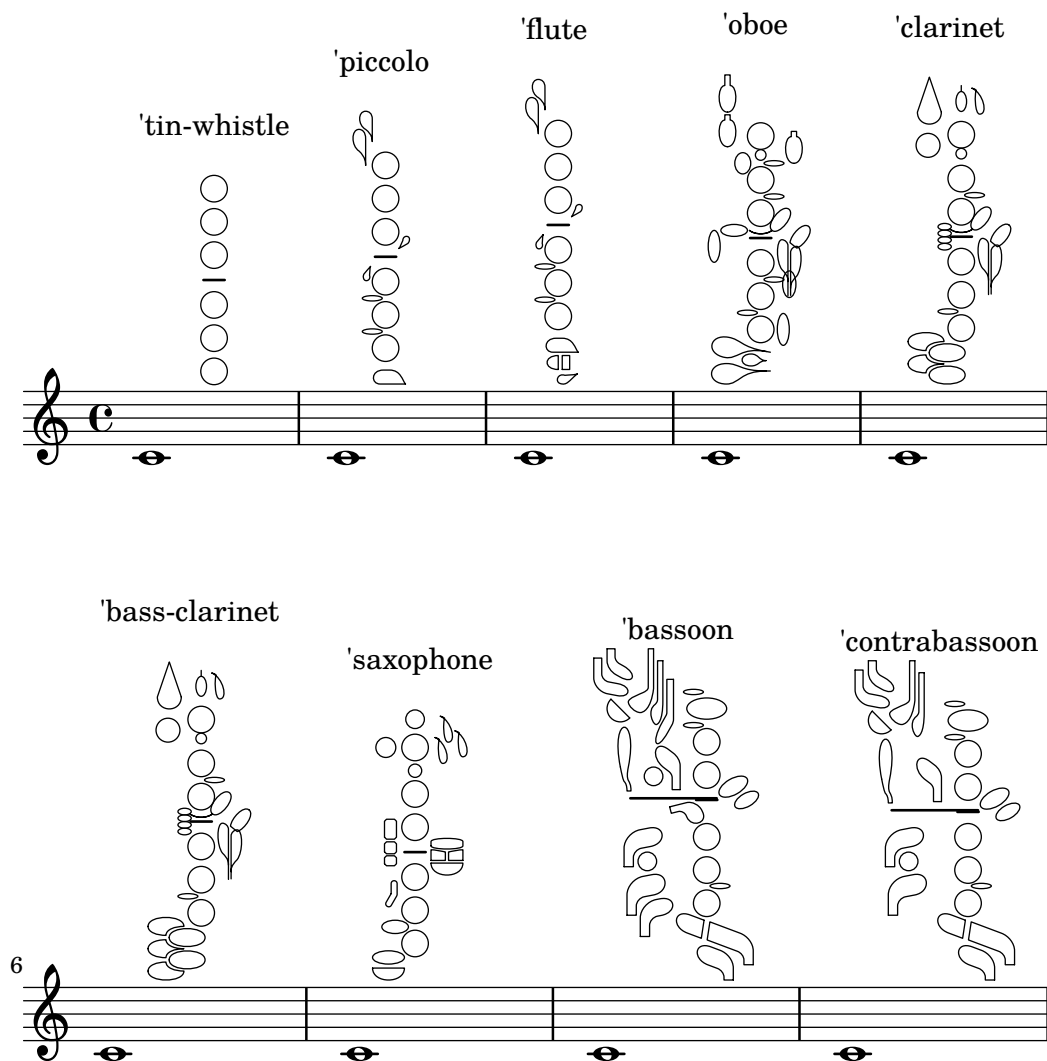 'tin-whistle 'piccolo 'flute 'oboe 'clarinet
'bass-clarinet 'saxophone 'bassoon 'contrabassoon
6